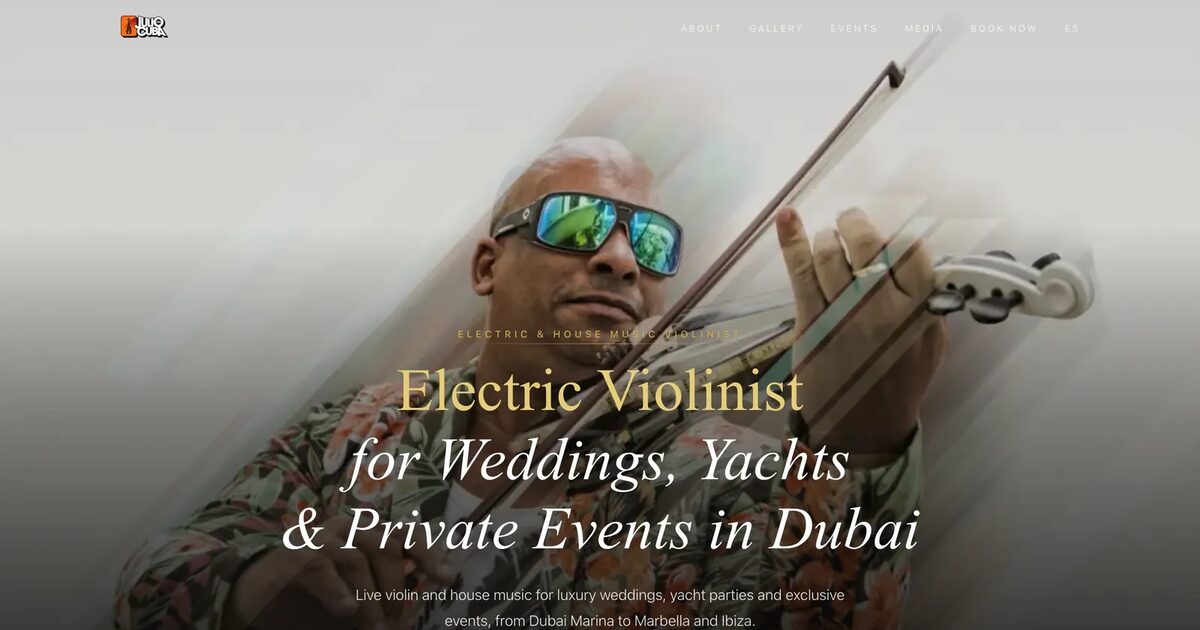 JULIO CUBA
ABOUT GALLERY EVENTS MEDIA BOOK NOW ES
ELECTRIC & HOUSE MUSIC VIOLINIST
Electric Violinist
for Weddings, Yachts
& Private Events in Dubai
Live violin and house music for luxury weddings, yacht parties and exclusive
events, from Dubai Marina to Marbella and Ibiza.